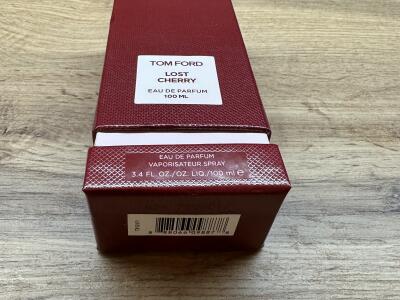 TOM FORD
LOST
CHERRY
EAU DE PARFUM
100 ML
EAU DE PARFUM
VAPORISATEUR SPRAY
3.4 FL.OZ./OZ. LIQ./100 ml ℮